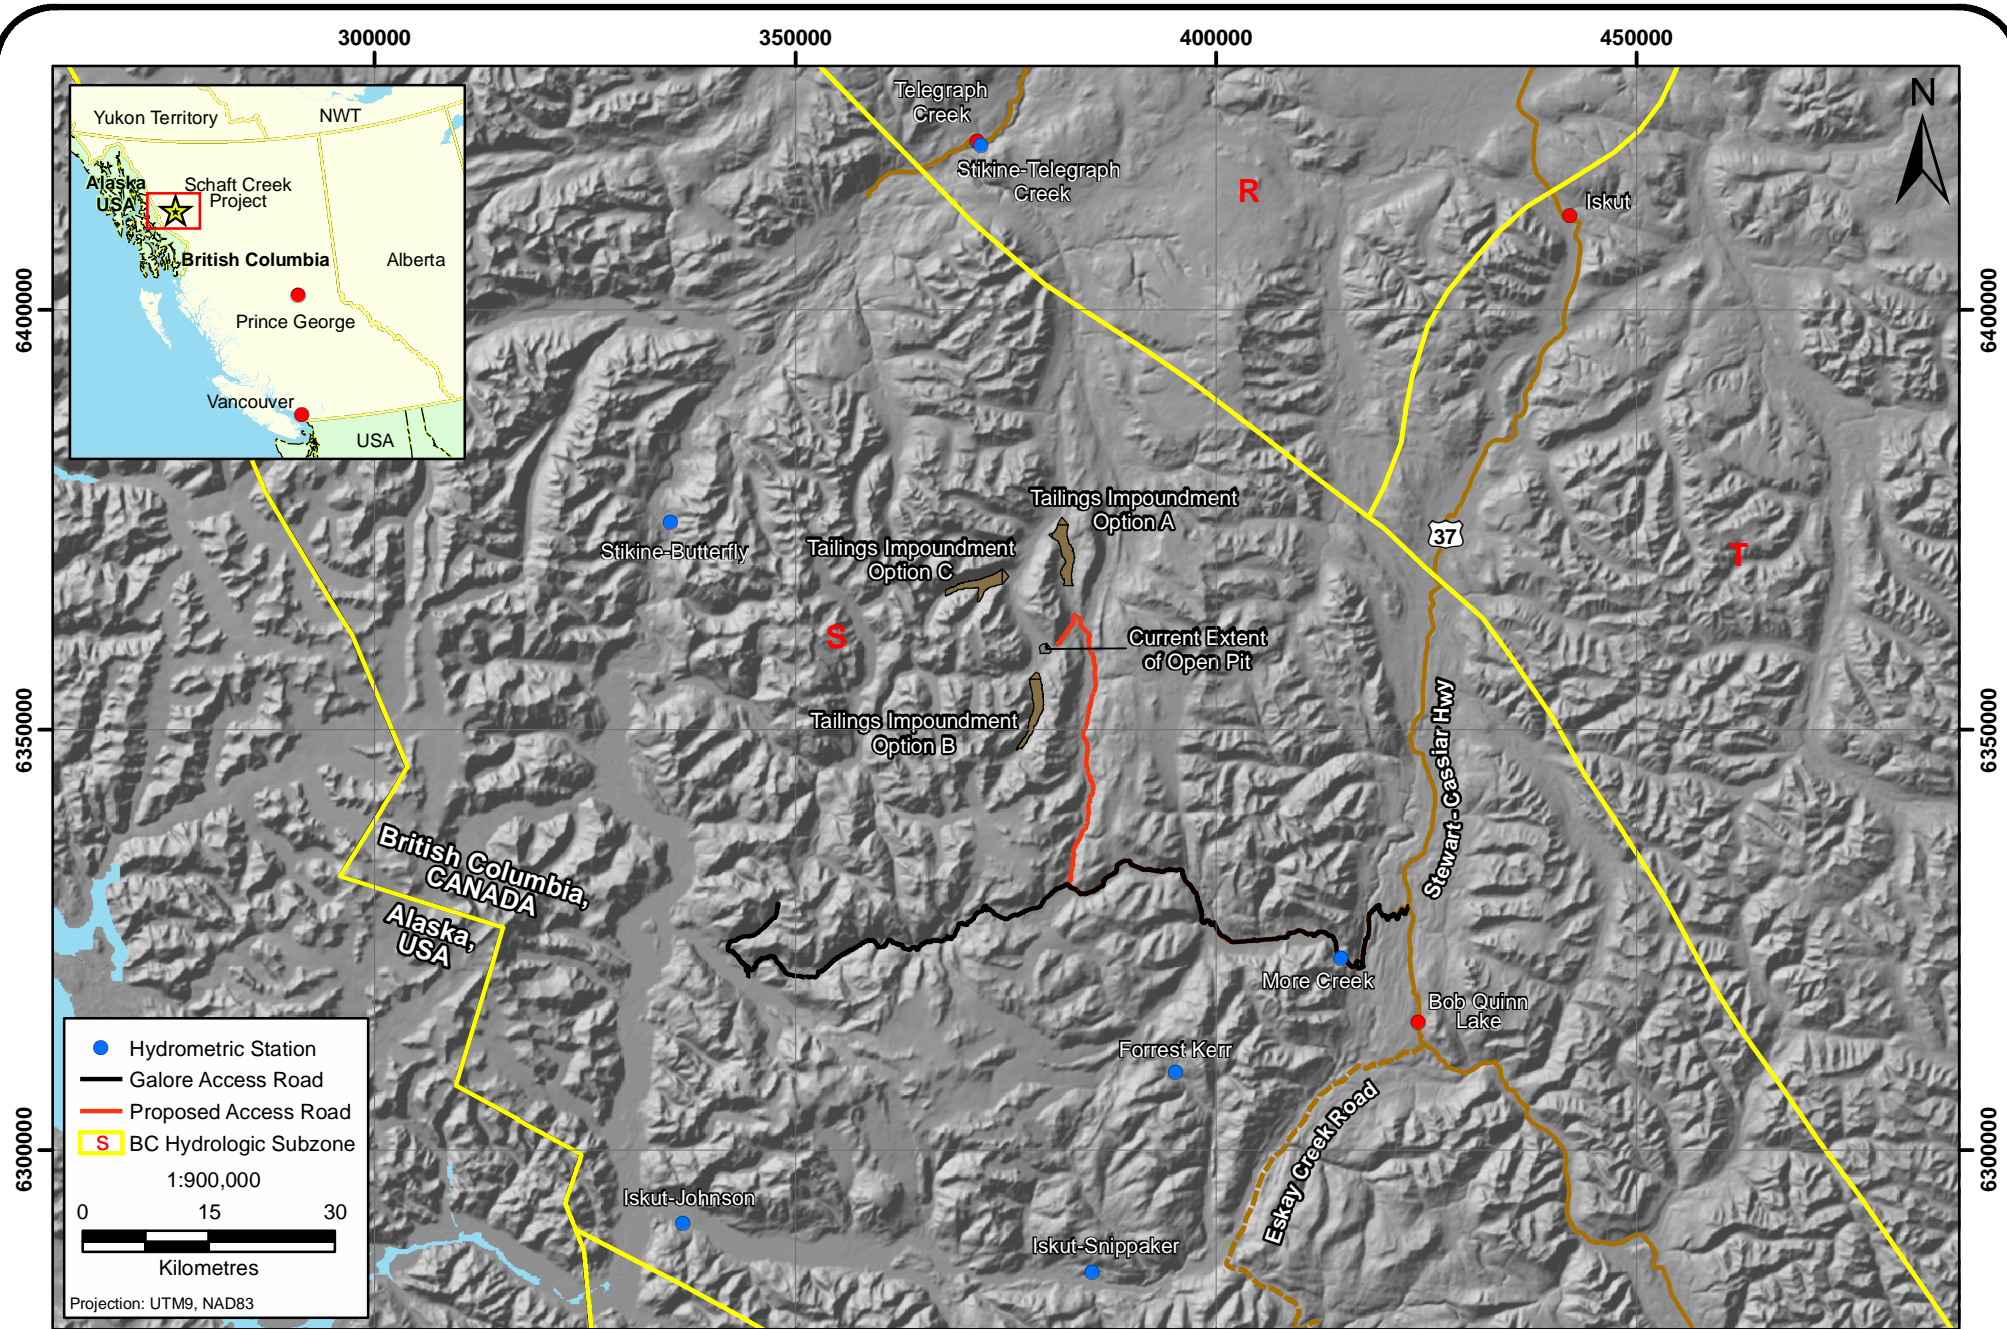 300000
350000
400000
450000
Yukon Territory
NWT
Alaska
USA
Schaft Creek
Project
British Columbia
Alberta
Prince George
Vancouver
USA
Telegraph
Creek
Stikine-Telegraph
Creek
R
N
Iskut
6400000
6400000
Tailings Impoundment
Option A
37
Stikine-Butterfly
Tailings Impoundment
Option C
T
S
Current Extent
of Open Pit
Tailings Impoundment
Option B
6350000
6350000
Stewart - Cassiar Hwy
British Columbia,
CANADA
Alaska,
USA
More Creek
Bob Quinn
Lake
Forrest Kerr
Eskay Creek Road
6300000
6300000
Iskut-Johnson
Iskut-Snippaker
Hydrometric Station
Galore Access Road
Proposed Access Road
S BC Hydrologic Subzone
1:900,000
0 15 30
Kilometres
Projection: UTM9, NAD83